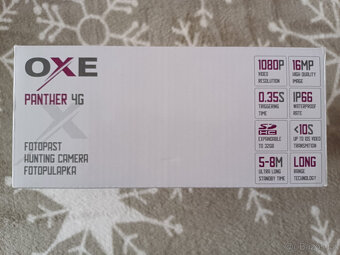 OXE
PANTHER 4G
FOTOPAST
HUNTING CAMERA
FOTOPULAPKA
1080P
VIDEO
RESOLUTION
16MP
HIGH QUALITY
IMAGE
0.35S
TRIGGERING
TIME
IP66
WATERPROOF
RATE
EXPANDABLE
TO 32GB
<10S
UP TO 10S VIDEO
TRANSMITION
5-8M
ULTRA LONG
STANDBY TIME
LONG
RANGE
TECHNOLOGY